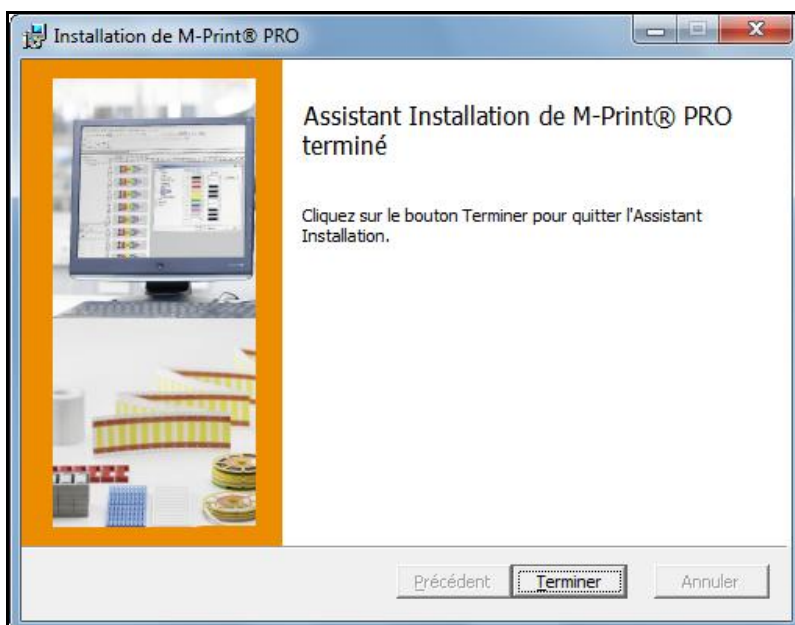 Installation de M-Print® PRO
Assistant Installation de M-Print® PRO
terminé
Cliquez sur le bouton Terminer pour quitter l'Assistant
Installation.
Précédent
Terminer
Annuler